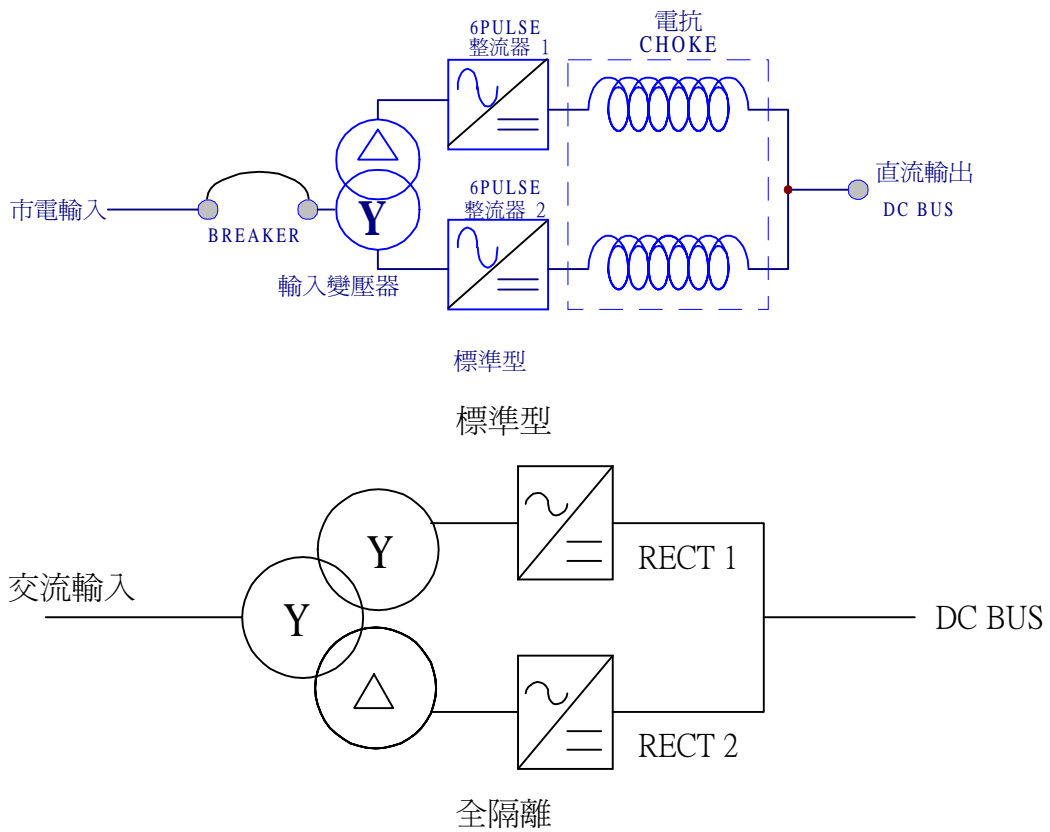 6PULSE
整流器 1
電抗
CHOKE
△
市電輸入
BREAKER
Y
6PULSE
整流器 2
直流輸出
DC BUS
輸入變壓器
標準型
標準型
Y
RECT 1
交流輸入
Y
DC BUS
△
RECT 2
全隔離